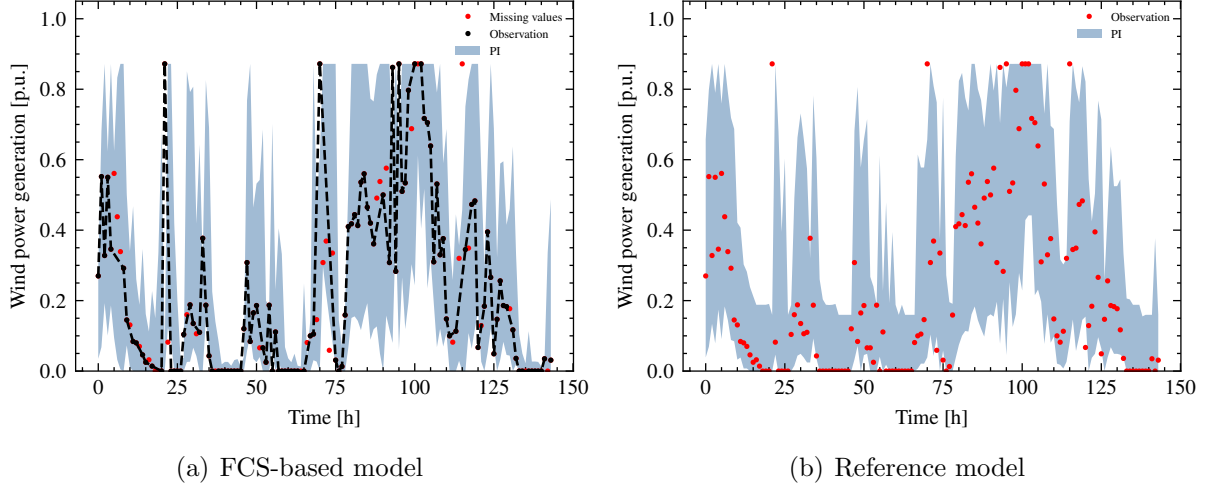 1.0
0.8
0.6
0.4
0.2
0.0
Wind power generation [p.u.]
Missing values
Observation
PI
0
25
50
75
100
125
150
Time [h]
(a) FCS-based model
1.0
0.8
0.6
0.4
0.2
0.0
Wind power generation [p.u.]
Observation
PI
0
25
50
75
100
125
150
Time [h]
(b) Reference model